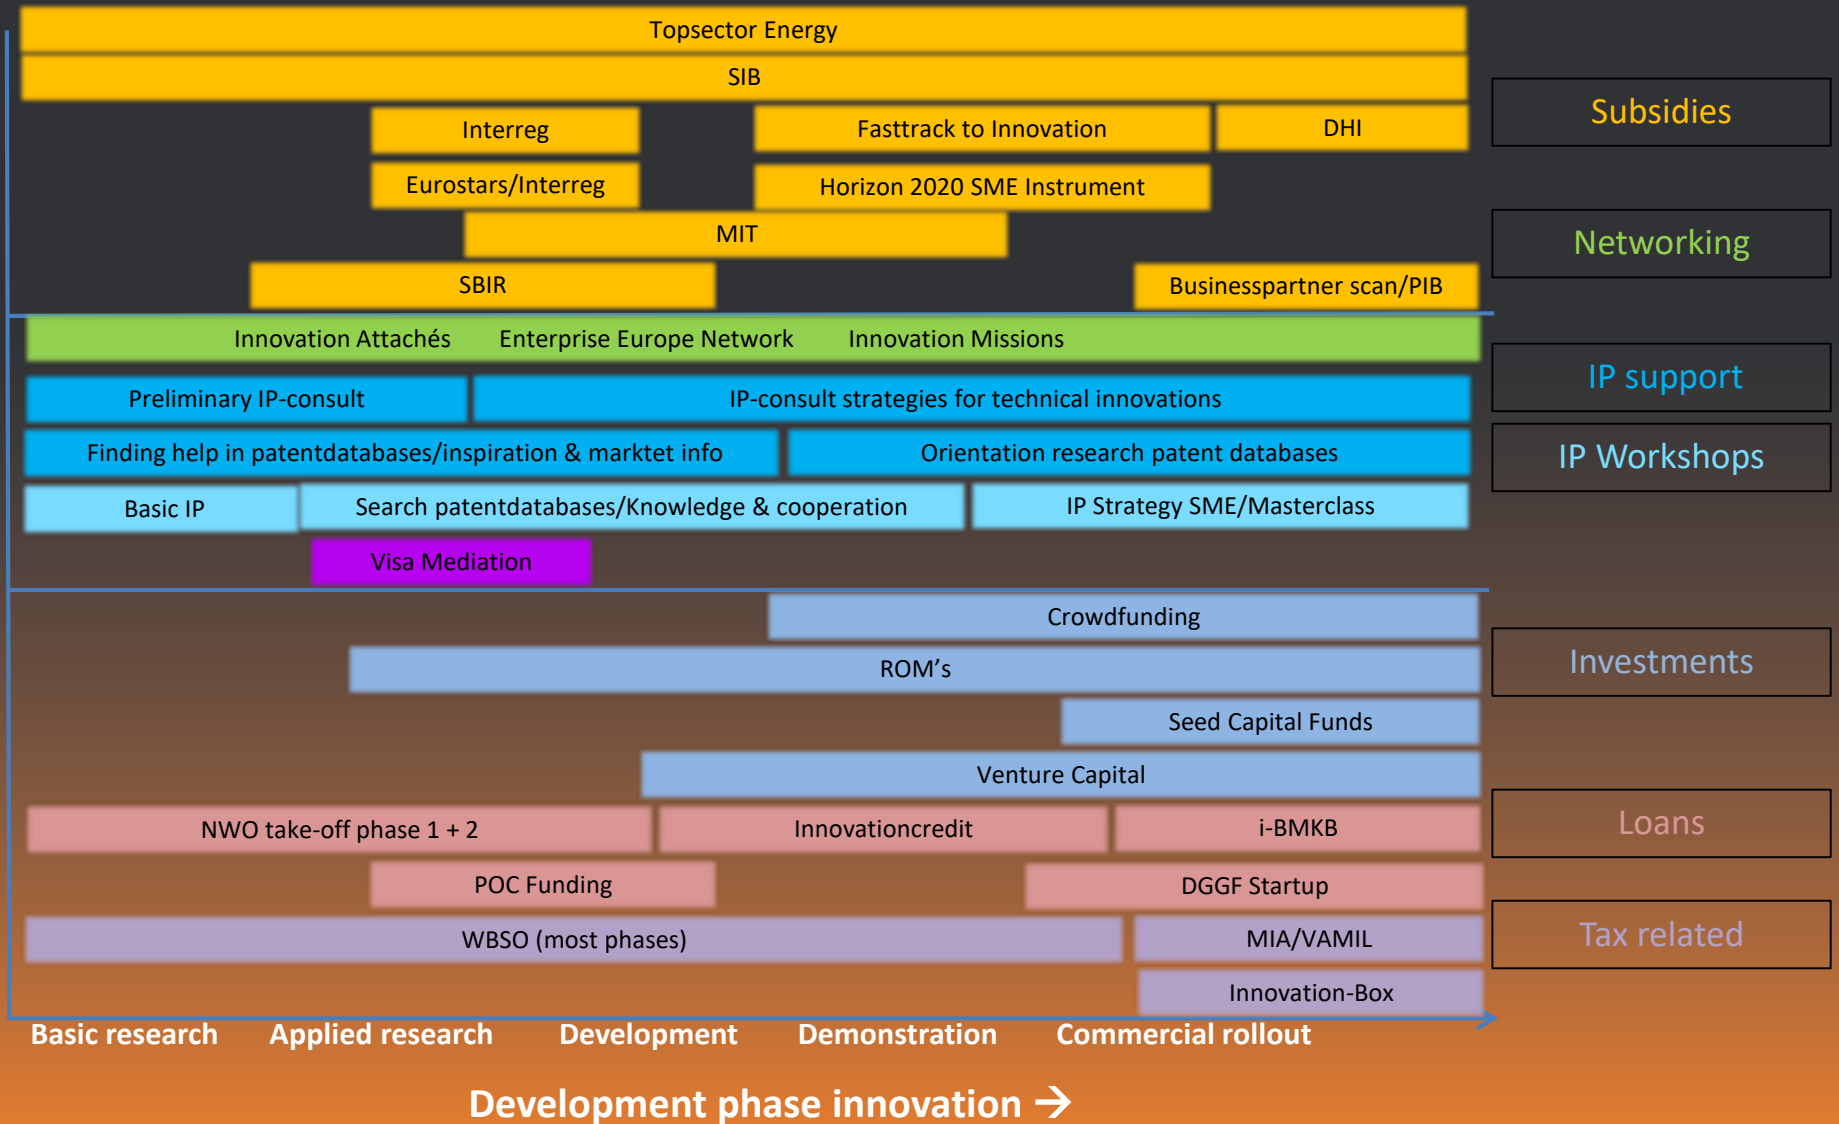 Topsector Energy
SIB
Interreg
Fasttrack to Innovation
DHI
Subsidies
Eurostars/Interreg
Horizon 2020 SME Instrument
MIT
Networking
SBIR
Businesspartner scan/PIB
Innovation Attachés Enterprise Europe Network Innovation Missions
Preliminary IP-consult
IP-consult strategies for technical innovations
IP support
Finding help in patentdatabases/inspiration & marktet info
Orientation research patent databases
IP Workshops
Basic IP
Search patentdatabases/Knowledge & cooperation
IP Strategy SME/Masterclass
Visa Mediation
Crowdfunding
ROM’s
Investments
Seed Capital Funds
Venture Capital
NWO take-off phase 1 + 2
Innovationcredit
i-BMKB
Loans
POC Funding
DGGF Startup
WBSO (most phases)
MIA/VAMIL
Tax related
Innovation-Box
Basic research
Applied research
Development
Demonstration
Commercial rollout
Development phase innovation →